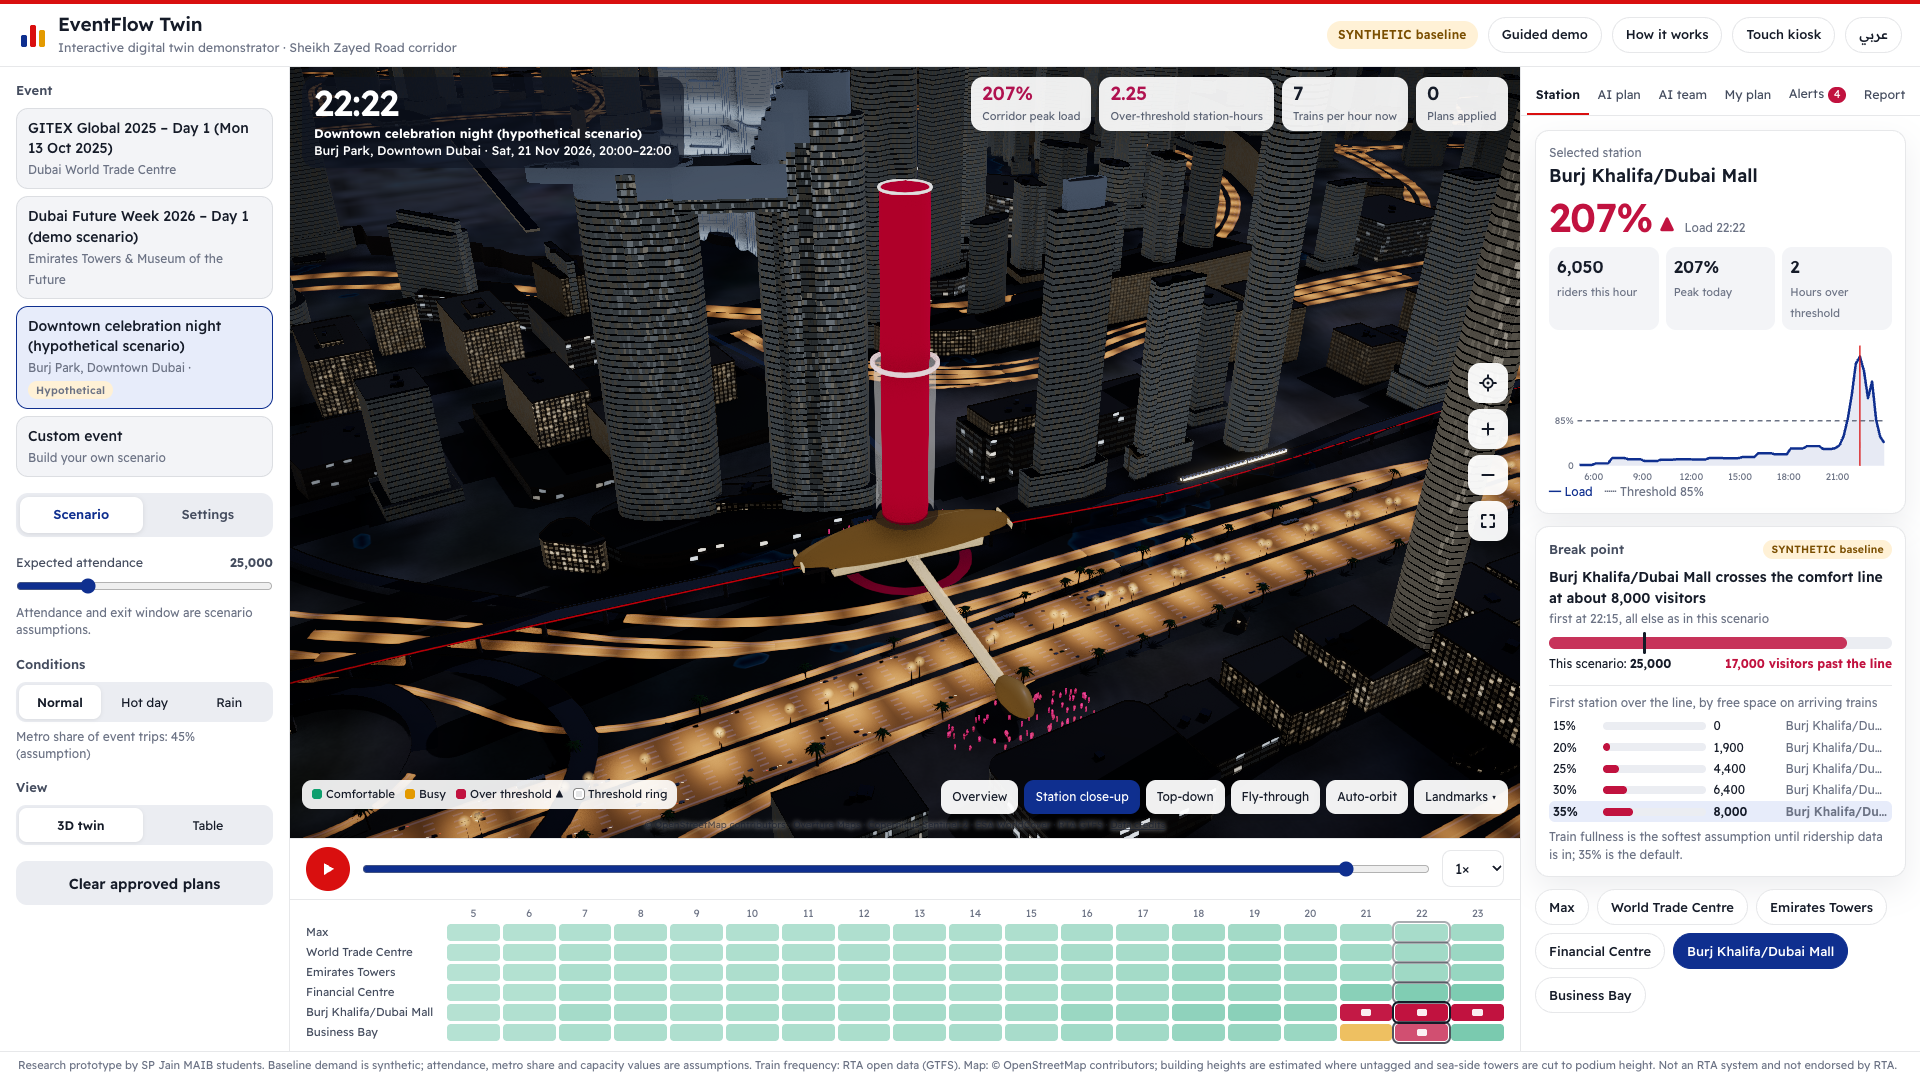 EventFlow Twin
Interactive digital twin demonstrator · Sheikh Zayed Road corridor
SYNTHETIC baseline
Guided demo
How it works
Touch kiosk
عربي
Event
GITEX Global 2025 – Day 1 (Mon
13 Oct 2025)
Dubai World Trade Centre
Dubai Future Week 2026 – Day 1
(demo scenario)
Emirates Towers & Museum of the
Future
Downtown celebration night
(hypothetical scenario)
Burj Park, Downtown Dubai ·
Hypothetical
Custom event
Build your own scenario
Scenario
Settings
Expected attendance 25,000
Attendance and exit window are scenario
assumptions.
Conditions
Normal
Hot day
Rain
Metro share of event trips: 45%
(assumption)
View
3D twin
Table
Clear approved plans
22:22
Downtown celebration night (hypothetical scenario)
Burj Park, Downtown Dubai · Sat, 21 Nov 2026, 20:00–22:00
207%
Corridor peak load
2.25
Over-threshold station-hours
7
Trains per hour now
0
Plans applied
Comfortable
Busy
Over threshold ▲
Threshold ring
Overview
Station close-up
Top-down
Fly-through
Auto-orbit
Landmarks
1×
5 6 7 8 9 10 11 12 13 14 15 16 17 18 19 20 21 22 23
Max
World Trade Centre
Emirates Towers
Financial Centre
Burj Khalifa/Dubai Mall
Business Bay
Station
AI plan
AI team
My plan
Alerts 4
Report
Selected station
Burj Khalifa/Dubai Mall
207% ▲ Load 22:22
6,050
riders this hour
207%
Peak today
2
Hours over
threshold
85%
0
6:00 9:00 12:00 15:00 18:00 21:00
Load
Threshold 85%
Break point
SYNTHETIC baseline
Burj Khalifa/Dubai Mall crosses the comfort line
at about 8,000 visitors
first at 22:15, all else as in this scenario
This scenario: 25,000
17,000 visitors past the line
First station over the line, by free space on arriving trains
15% 0 Burj Khalifa/Du...
20% 1,900 Burj Khalifa/Du...
25% 4,400 Burj Khalifa/Du...
30% 6,400 Burj Khalifa/Du...
35% 8,000 Burj Khalifa/Du...
Train fullness is the softest assumption until ridership data
is in; 35% is the default.
Max
World Trade Centre
Emirates Towers
Financial Centre
Burj Khalifa/Dubai Mall
Business Bay
Research prototype by SP Jain MAIB students. Baseline demand is synthetic; attendance, metro share and capacity values are assumptions. Train frequency: RTA open data (GTFS). Map: © OpenStreetMap contributors; building heights are estimated where untagged and sea-side towers are cut to podium height. Not an RTA system and not endorsed by RTA.